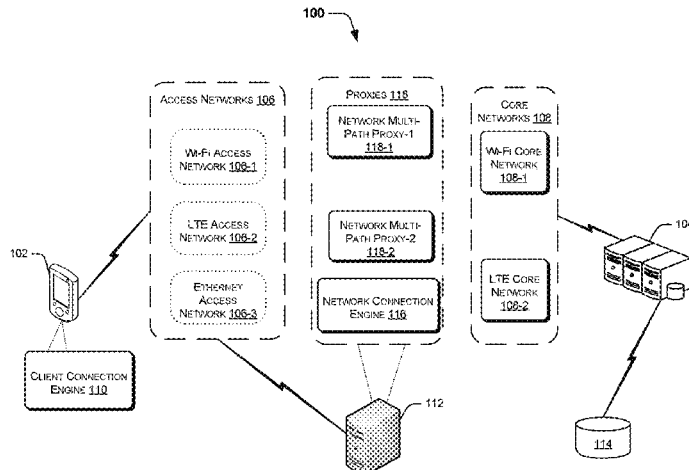 100
ACCESS NETWORKS 106
WI-FI ACCESS
NETWORK 106-1
LTE ACCESS
NETWORK 106-2
ETHERNET
ACCESS
NETWORK 106-3
PROXIES 118
NETWORK MULTI-
PATH PROXY-1
118-1
NETWORK MULTI-
PATH PROXY-2
118-2
NETWORK CONNECTION
ENGINE 116
CORE
NETWORKS 108
WI-FI CORE
NETWORK
108-1
LTE CORE
NETWORK
108-2
102
CLIENT CONNECTION
ENGINE 110
104
112
114